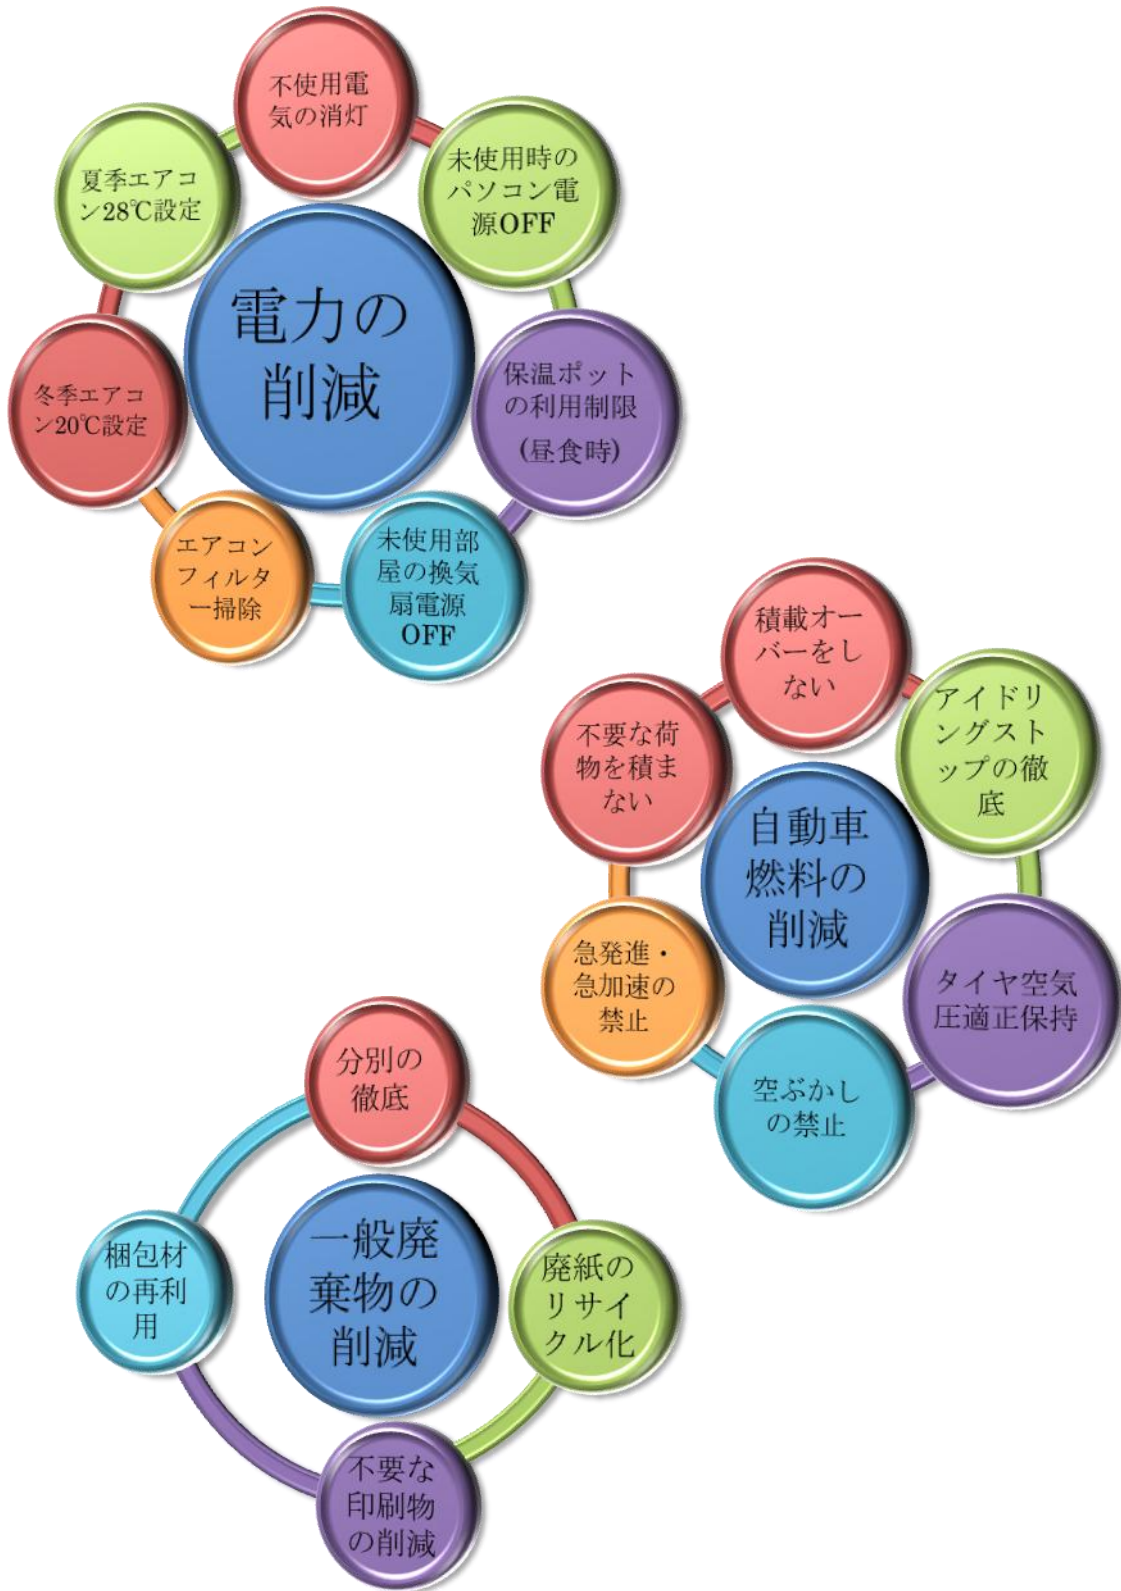 不使用電
気の消灯
未使用時の
パソコン電
源OFF
保温ポット
の利用制限
(昼食時)
未使用部
屋の換気
扇電源
OFF
エアコン
フィルタ
ー掃除
冬季エアコ
ン20℃設定
夏季エアコ
ン28℃設定
電力の
削減
積載オー
バーをし
ない
アイドリ
ングスト
ップの徹
底
タイヤ空気
圧適正保持
空ぶかし
の禁止
急発進・
急加速の
禁止
不要な荷
物を積ま
ない
自動車
燃料の
削減
分別の
徹底
廃紙の
リサイ
クル化
不要な
印刷物
の削減
梱包材
の再利
用
一般廃
棄物の
削減